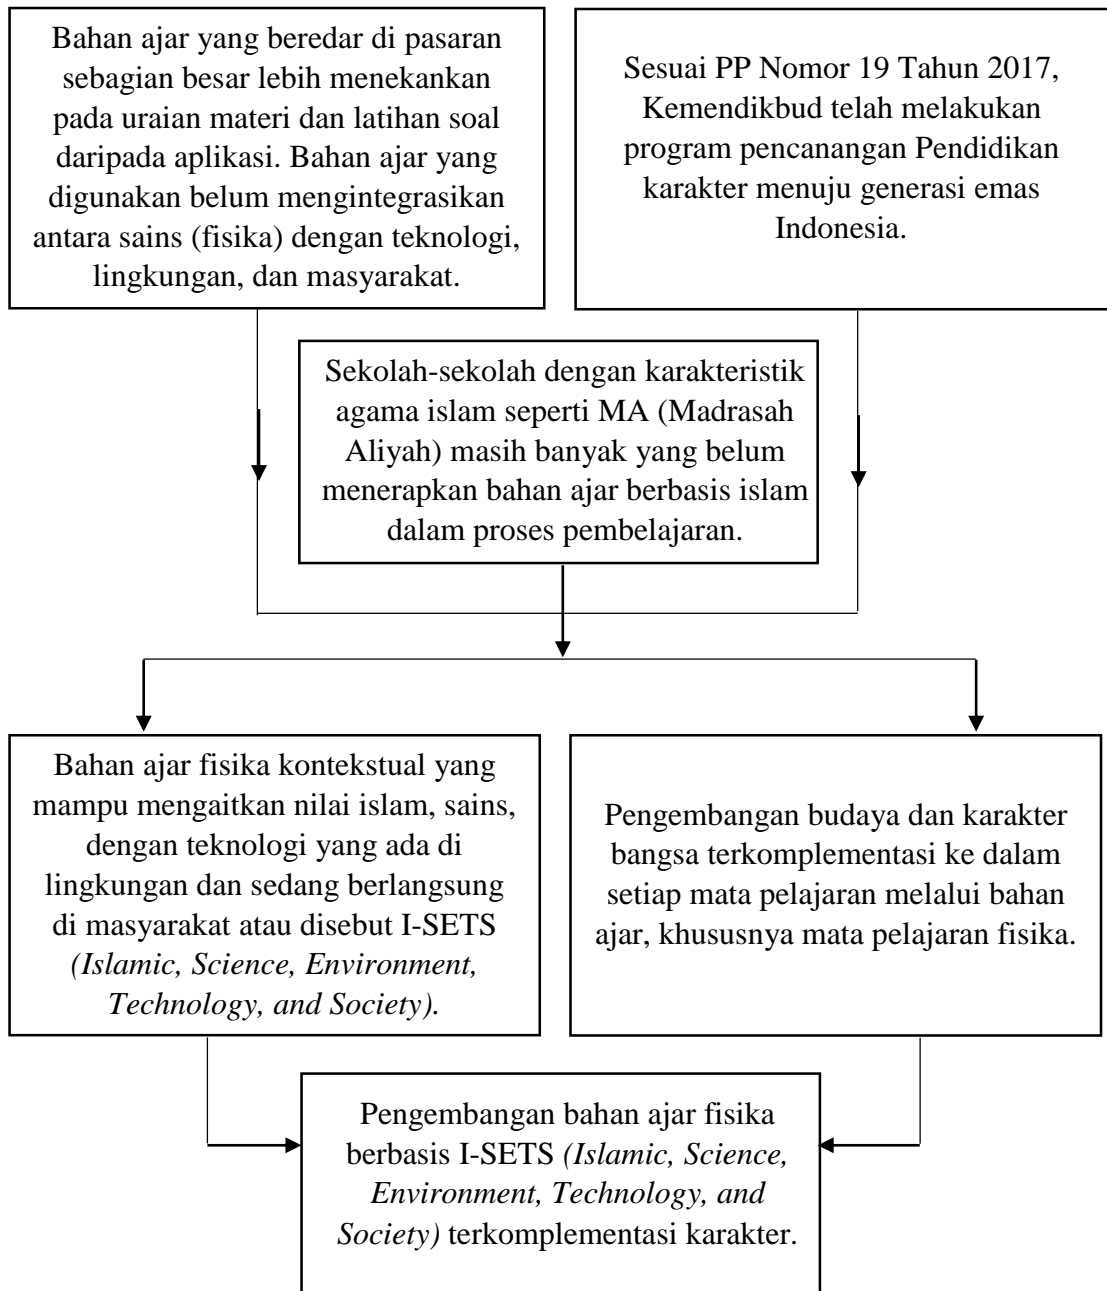 Bahan ajar yang beredar di pasaran
sebagian besar lebih menekankan
pada uraian materi dan latihan soal
daripada aplikasi. Bahan ajar yang
digunakan belum mengintegrasikan
antara sains (fisika) dengan teknologi,
lingkungan, dan masyarakat.
Sesuai PP Nomor 19 Tahun 2017,
Kemendikbud telah melakukan
program pencanangan Pendidikan
karakter menuju generasi emas
Indonesia.
Sekolah-sekolah dengan karakteristik
agama islam seperti MA (Madrasah
Aliyah) masih banyak yang belum
menerapkan bahan ajar berbasis islam
dalam proses pembelajaran.
Bahan ajar fisika kontekstual yang
mampu mengaitkan nilai islam, sains,
dengan teknologi yang ada di
lingkungan dan sedang berlangsung
di masyarakat atau disebut I-SETS
(Islamic, Science, Environment,
Technology, and Society).
Pengembangan budaya dan karakter
bangsa terkomplementasi ke dalam
setiap mata pelajaran melalui bahan
ajar, khususnya mata pelajaran fisika.
Pengembangan bahan ajar fisika
berbasis I-SETS (Islamic, Science,
Environment, Technology, and
Society) terkomplementasi karakter.